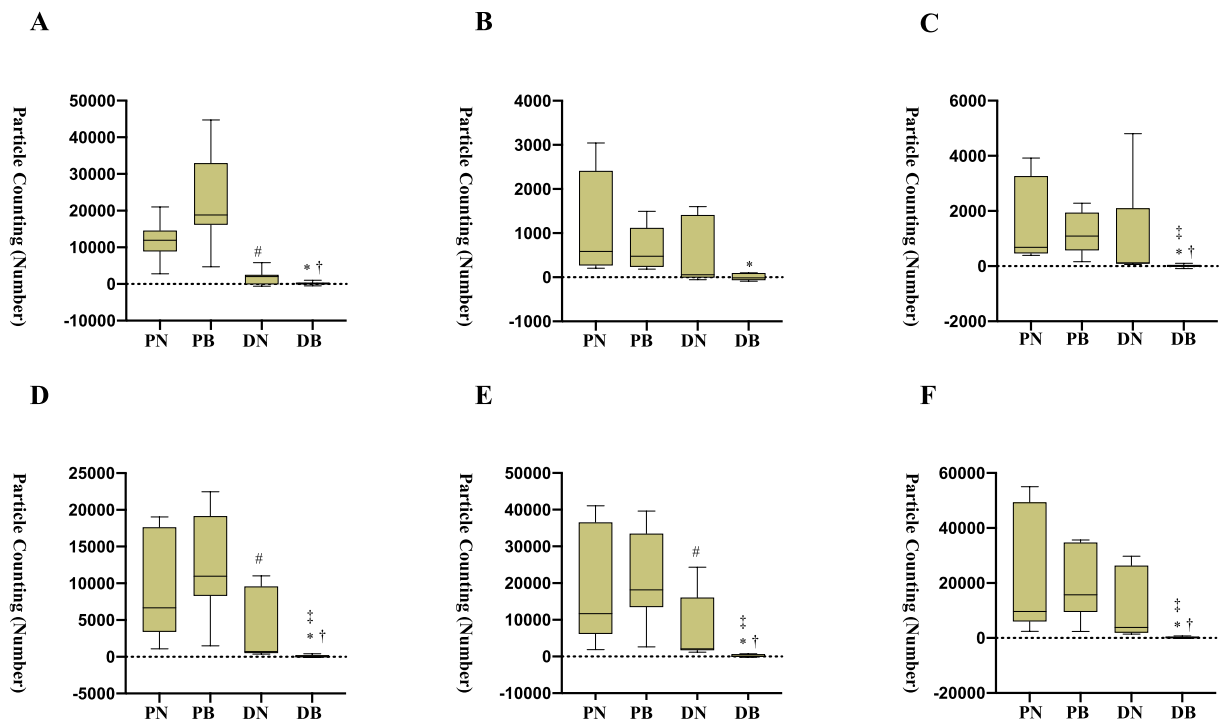 A
Particle Counting (Number)
50000
40000
30000
20000
10000
0
-10000
#
* †
PN PB DN DB
B
Particle Counting (Number)
4000
3000
2000
1000
0
-1000
*
PN PB DN DB
C
Particle Counting (Number)
6000
4000
2000
0
-2000
‡
* †
PN PB DN DB
D
Particle Counting (Number)
25000
20000
15000
10000
5000
0
-5000
#
‡
* †
PN PB DN DB
E
Particle Counting (Number)
50000
40000
30000
20000
10000
0
-10000
#
‡
* †
PN PB DN DB
F
Particle Counting (Number)
60000
40000
20000
0
-20000
‡
* †
PN PB DN DB